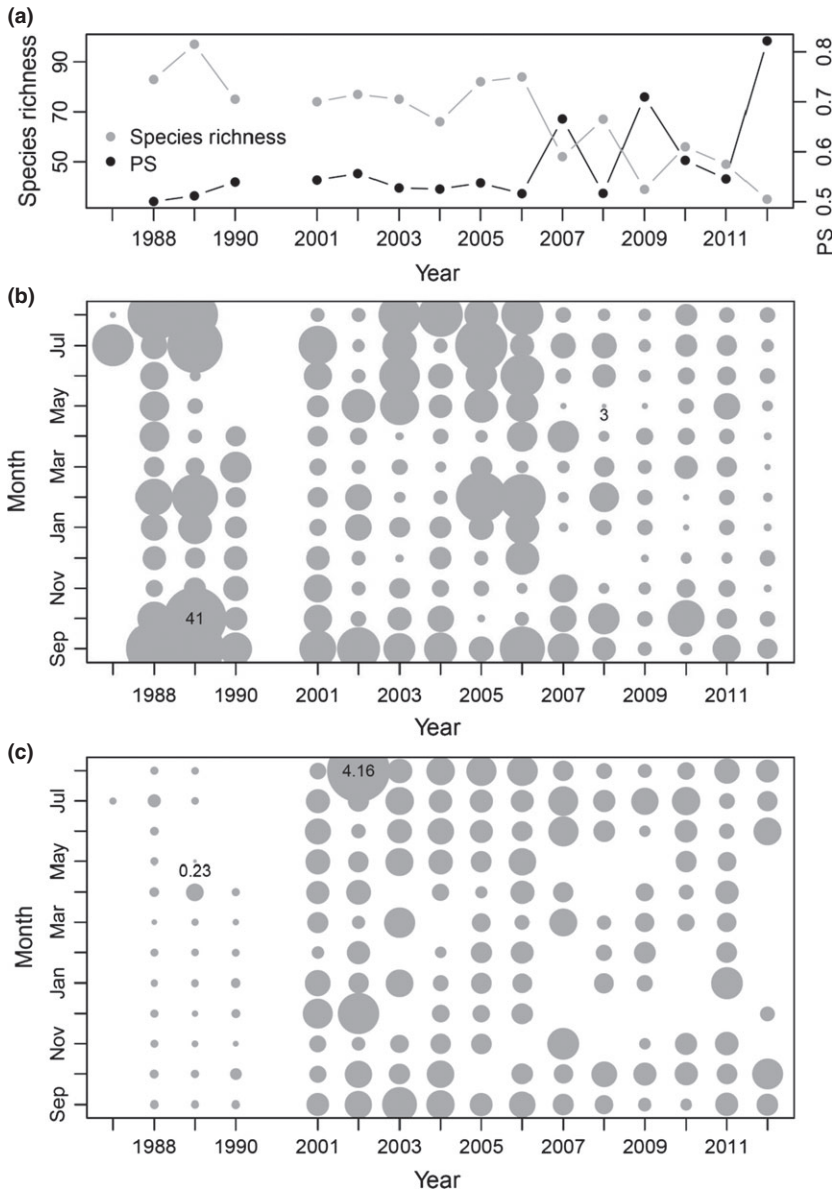 (a)
Species richness
90
70
50
Species richness
PS
0.8
0.7
0.6
0.5
PS
1988 1990 2001 2003 2005 2007 2009 2011
Year
(b)
Month
Jul
May
Mar
Jan
Nov
Sep
3
41
1988 1990 2001 2003 2005 2007 2009 2011
Year
(c)
Month
Jul
May
Mar
Jan
Nov
Sep
4.16
0.23
1988 1990 2001 2003 2005 2007 2009 2011
Year